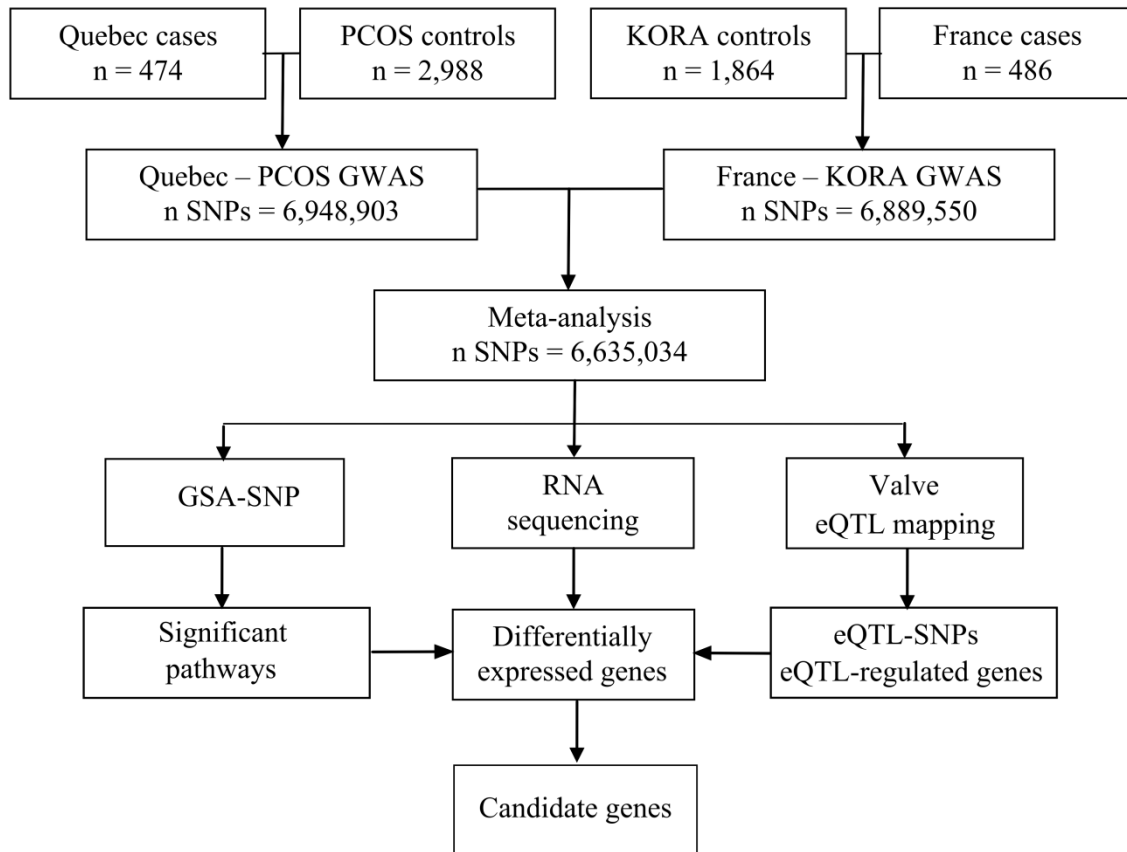 Quebec cases
n = 474
PCOS controls
n = 2,988
KORA controls
n = 1,864
France cases
n = 486
Quebec – PCOS GWAS
n SNPs = 6,948,903
France – KORA GWAS
n SNPs = 6,889,550
Meta-analysis
n SNPs = 6,635,034
GSA-SNP
RNA
sequencing
Valve
eQTL mapping
Significant
pathways
Differentially
expressed genes
eQTL-SNPs
eQTL-regulated genes
Candidate genes